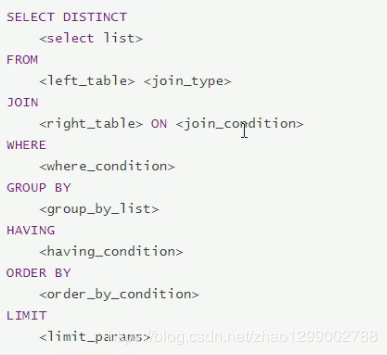 SELECT DISTINCT
<select list>
FROM
<left_table> <join_type>
JOIN
<right_table> ON <join_condition>
WHERE
<where_condition>
GROUP BY
<group_by_list>
HAVING
<having_condition>
ORDER BY
<order_by_condition>
LIMIT
<limit_params>
https://blog.csdn.net/zhao1299002788